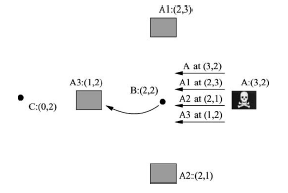 A1:(2,3)
A at (3,2)
A3:(1,2)
A1 at (2,3)
A:(3,2)
B:(2,2)
A2 at (2,1)
A3 at (1,2)
C:(0,2)
A2:(2,1)